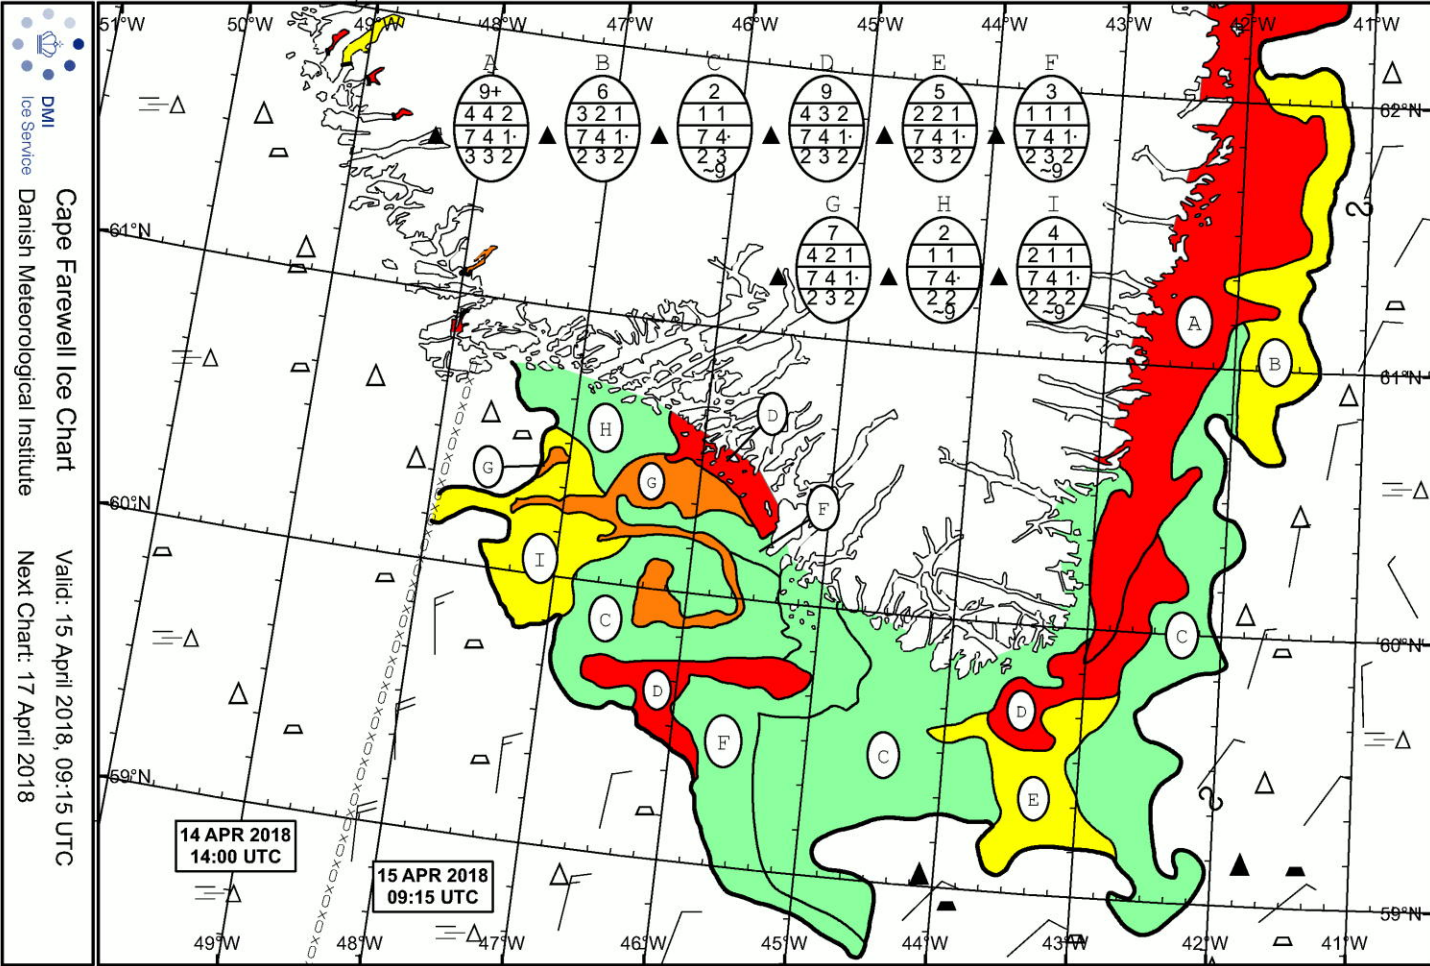 DMI
Ice Service
Cape Farewell Ice Chart
Danish Meteorological Institute
Valid: 15 April 2018, 09:15 UTC
Next Chart: 17 April 2018
51°W 50°W 49°W 48°W 47°W 46°W 45°W 44°W 43°W 42°W 41°W
A B C D E F
9+ 6 2 9 5 3
4 4 2 3 2 1 1 1 4 3 2 2 2 1 1 1 1
7 4 1· 7 4 1· 7 4· 7 4 1· 7 4 1· 7 4 1·
3 3 2 2 3 2 2 3 2 3 2 2 3 2 2 3 2
~9 ~9
62°N
G H I
7 2 4
4 2 1 1 1 2 1 1
7 4 1· 7 4· 7 4 1·
2 3 2 2 2 2 2 2
~9 ~9
61°N
2
A
B
61°N
D
H
G
G
F
60°N
I
C
C
60°N
D
D
F
C
E
59°N
2
14 APR 2018
14:00 UTC
15 APR 2018
09:15 UTC
59°N
49°W 48°W 47°W 46°W 45°W 44°W 43°W 42°W 41°W